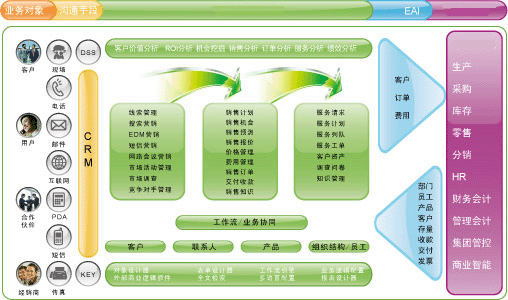 业务对象
沟通手段
EAI
客户
现场
DSS
电话
用户
邮件
互联网
合作
伙伴
PDA
短信
经销商
传真
KEY
CRM
客户价值分析 ROI分析 机会挖掘 销售分析 订单分析 服务分析 绩效分析
线索管理
搜索营销
EDM营销
短信营销
网络会议营销
市场活动管理
市场调查
竞争对手管理
销售计划
销售机会
销售预测
销售报价
价格管理
费用管理
销售订单
交付收款
销售知识
服务请求
服务计划
服务列队
服务工单
客户资产
调查问卷
知识管理
工作流/业务协同
客户
联系人
产品
组织结构/员工
对象设计器
外部商业逻辑插件
表单设计器
全文检索
工作流引擎
多语言配置
业务逻辑配置
报表设计器
客户
订单
费用
部门
员工
产品
客户
存量
收款
交付
发票
生产
采购
库存
零售
分销
HR
财务会计
管理会计
集团管控
商业智能